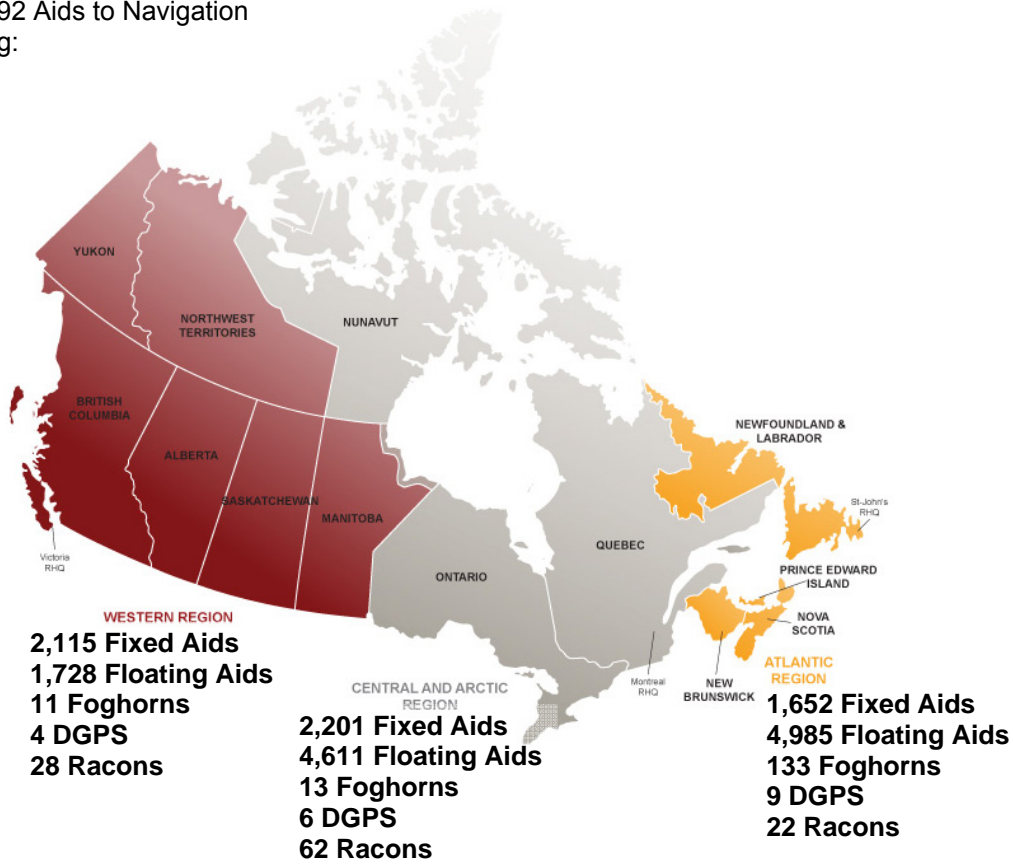 92 Aids to Navigation
g:
YUKON
NORTHWEST
TERRITORIES
NUNAVUT
BRITISH
COLUMBIA
ALBERTA
SASKATCHEWAN
MANITOBA
ONTARIO
QUEBEC
NEWFOUNDLAND &
LABRADOR
St-John's
RHQ
PRINCE EDWARD
ISLAND
NOVA
SCOTIA
NEW
BRUNSWICK
Montreal
RHQ
Victoria
RHQ
WESTERN REGION
2,115 Fixed Aids
1,728 Floating Aids
11 Foghorns
4 DGPS
28 Racons
CENTRAL AND ARCTIC
REGION
2,201 Fixed Aids
4,611 Floating Aids
13 Foghorns
6 DGPS
62 Racons
ATLANTIC
REGION
1,652 Fixed Aids
4,985 Floating Aids
133 Foghorns
9 DGPS
22 Racons